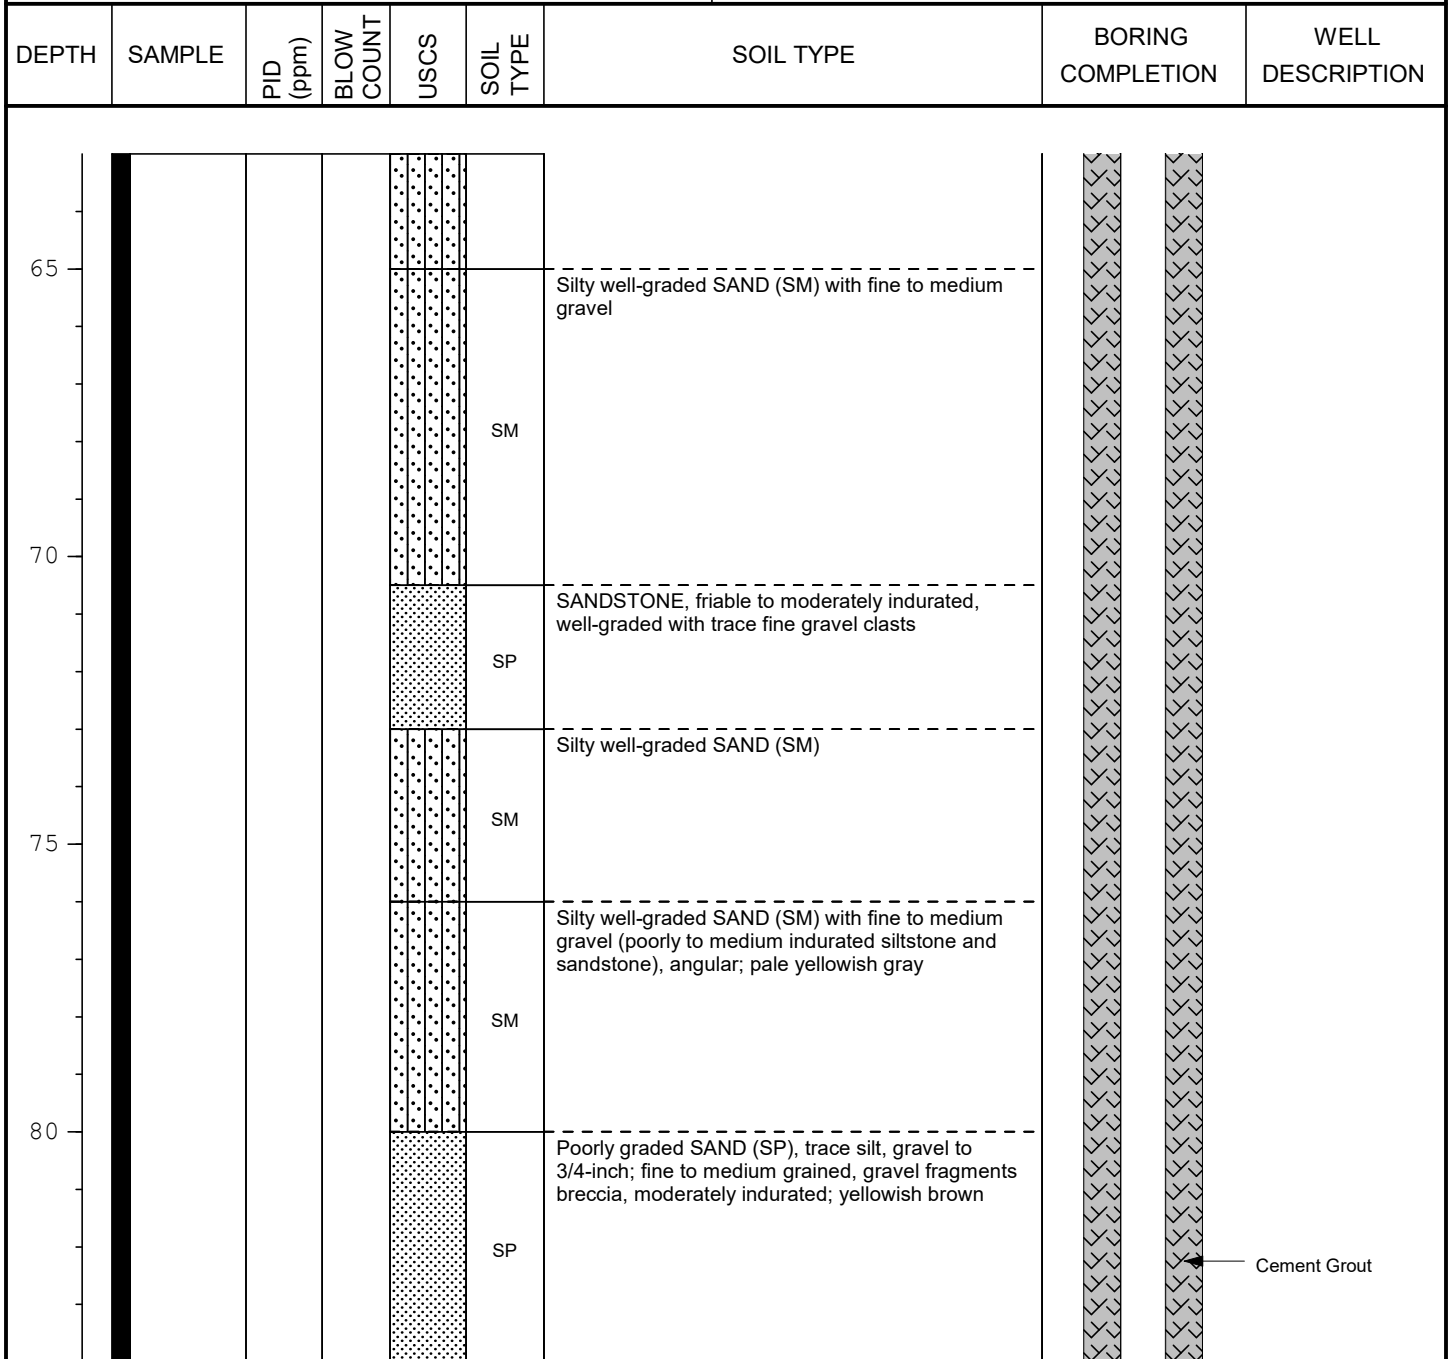 DEPTH
SAMPLE
PID
(ppm)
BLOW
COUNT
USCS
SOIL
TYPE
SOIL TYPE
BORING
COMPLETION
WELL
DESCRIPTION
65
Silty well-graded SAND (SM) with fine to medium
gravel
SM
70
SANDSTONE, friable to moderately indurated,
well-graded with trace fine gravel clasts
SP
Silty well-graded SAND (SM)
SM
75
Silty well-graded SAND (SM) with fine to medium
gravel (poorly to medium indurated siltstone and
sandstone), angular; pale yellowish gray
SM
80
Poorly graded SAND (SP), trace silt, gravel to
3/4-inch; fine to medium grained, gravel fragments
breccia, moderately indurated; yellowish brown
SP
Cement Grout